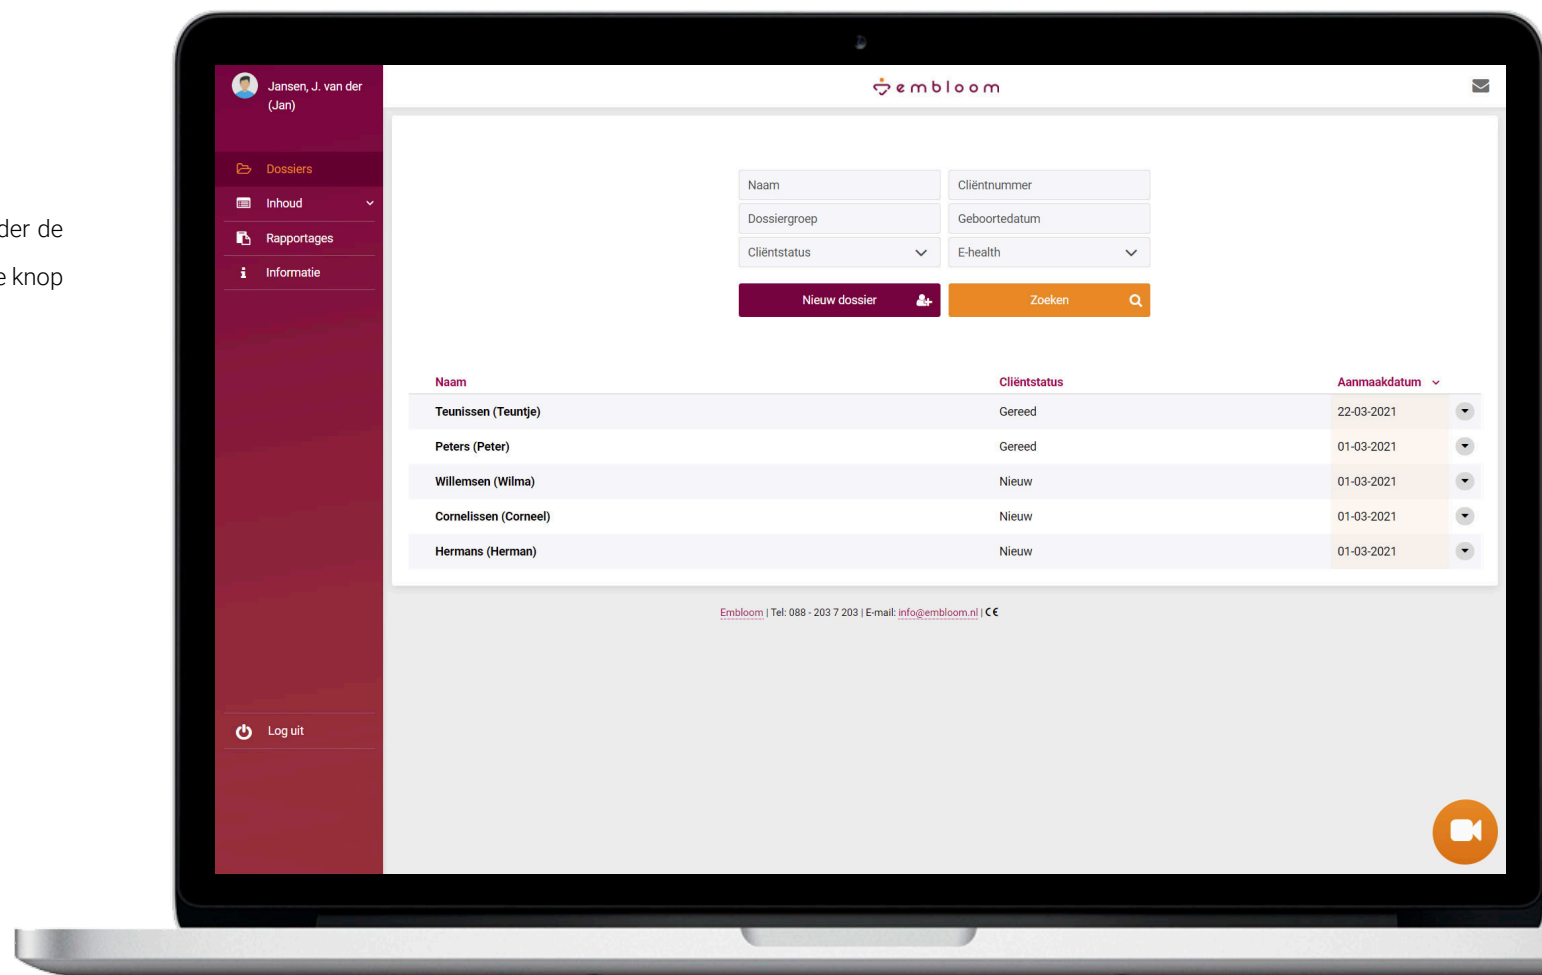 der de
e knop
Jansen, J. van der
(Jan)
embloom
Dossiers
Inhoud
Rapportages
Informatie
Log uit
Naam
Cliëntnummer
Dossiergroep
Geboortedatum
Cliëntstatus
E-health
Nieuw dossier
Zoeken
Naam Cliëntstatus Aanmaakdatum
Teunissen (Teuntje) Gereed 22-03-2021
Peters (Peter) Gereed 01-03-2021
Willemsen (Wilma) Nieuw 01-03-2021
Cornelissen (Corneel) Nieuw 01-03-2021
Hermans (Herman) Nieuw 01-03-2021
Embloom | Tel: 088 - 203 7 203 | E-mail: info@embloom.nl | C€